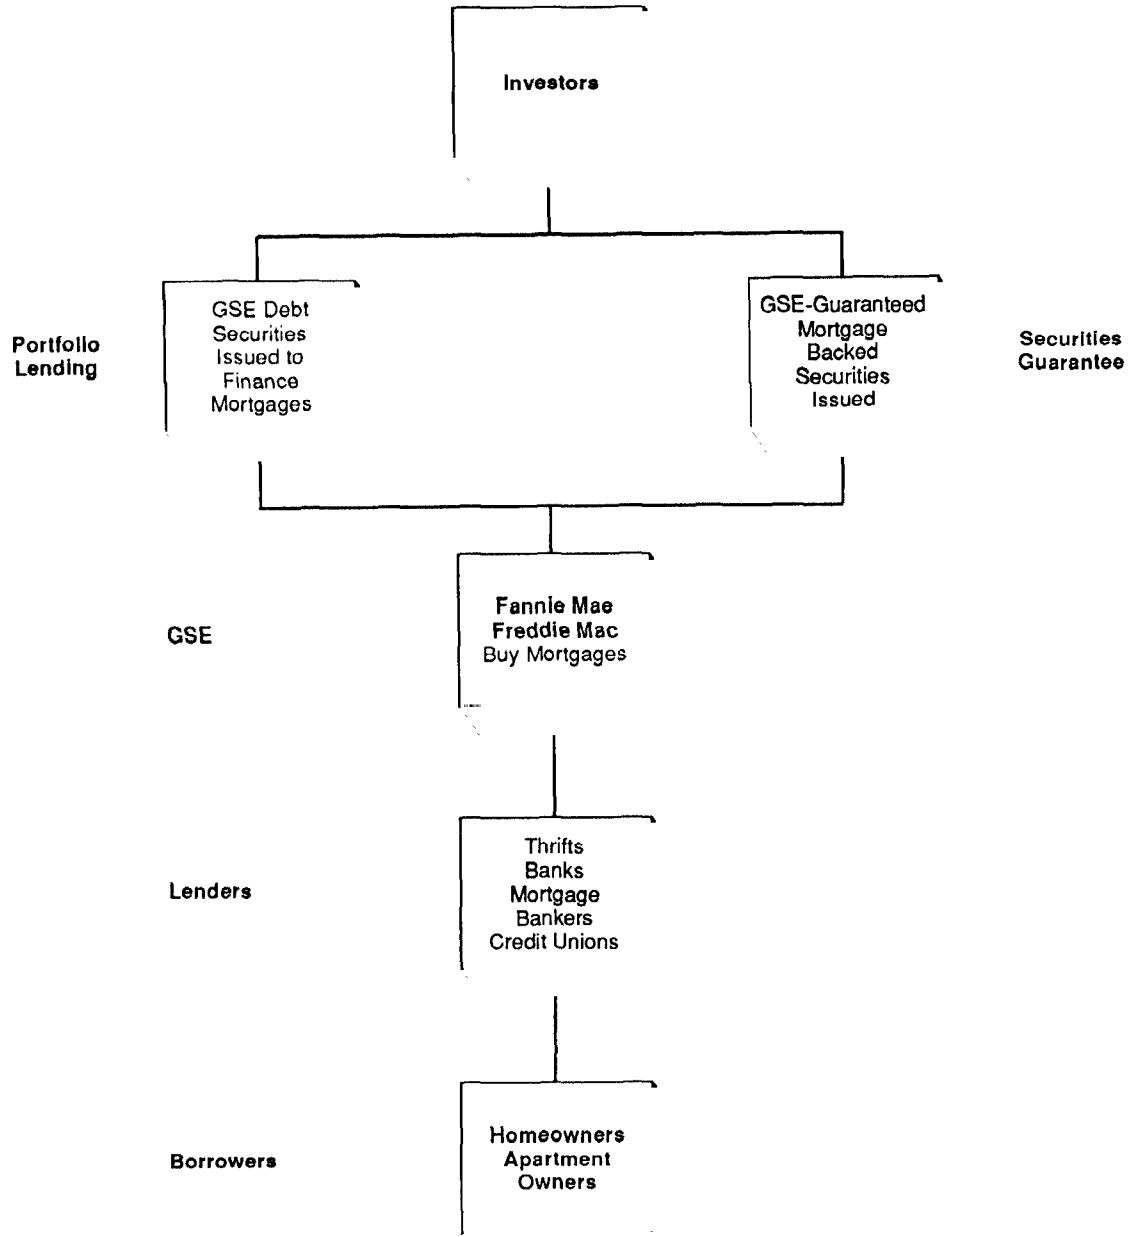 Investors
Portfolio
Lending
GSE Debt
Securities
Issued to
Finance
Mortgages
GSE-Guaranteed
Mortgage
Backed
Securities
Issued
Securities
Guarantee
GSE
Fannie Mae
Freddie Mac
Buy Mortgages
Lenders
Thrifts
Banks
Mortgage
Bankers
Credit Unions
Borrowers
Homeowners
Apartment
Owners